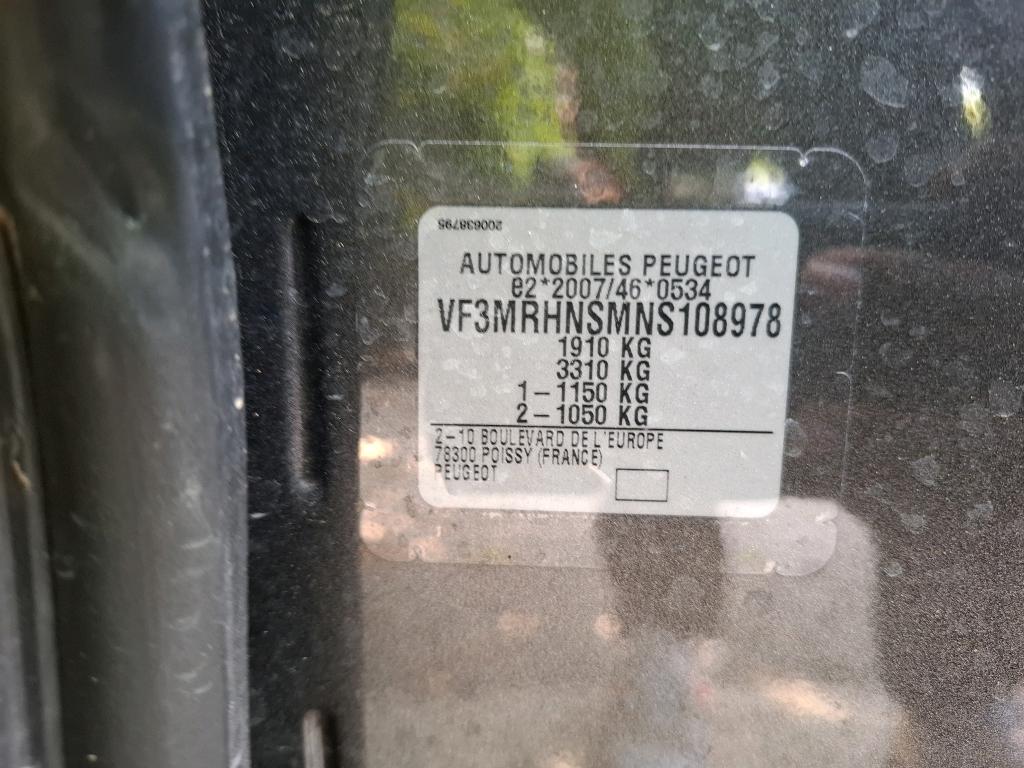 200638795
AUTOMOBILES PEUGEOT
e2*2007/46*0534
VF3MRHNSMNS108978
1910 KG
3310 KG
1-1150 KG
2-1050 KG
2-10 BOULEVARD DE L'EUROPE
78300 POISSY (FRANCE)
PEUGEOT